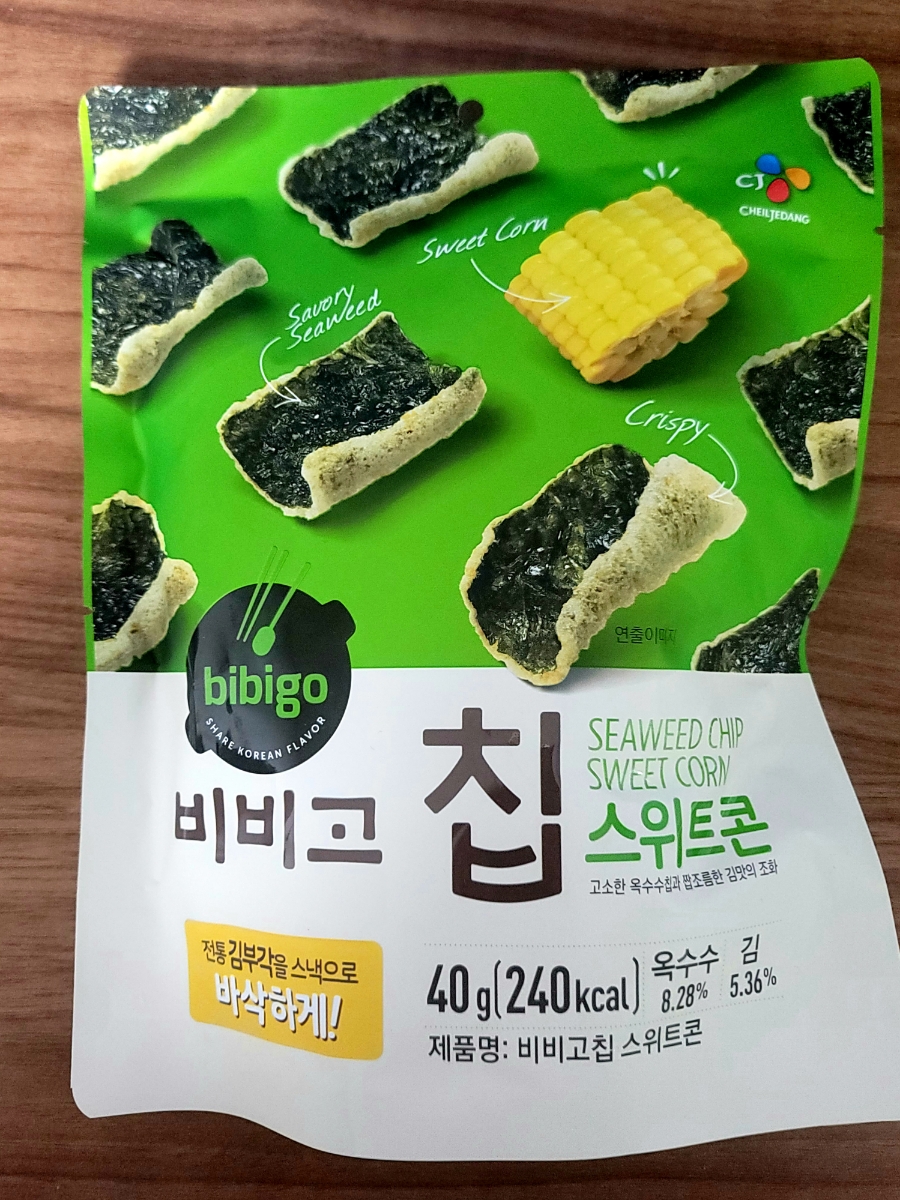 CJ
CHEILJEDANG
Sweet Corn
Savory
Seaweed
Crispy
연출이미지
bibigo
SHARE KOREAN FLAVOR
비비고
칩
SEAWEED CHIP
SWEET CORN
스위트콘
고소한 옥수수칩과 짭조름한 김맛의 조화
전통 김부각을 스낵으로
바삭하게!
40 g(240 kcal)
옥수수
8.28%
김
5.36%
제품명: 비비고칩 스위트콘